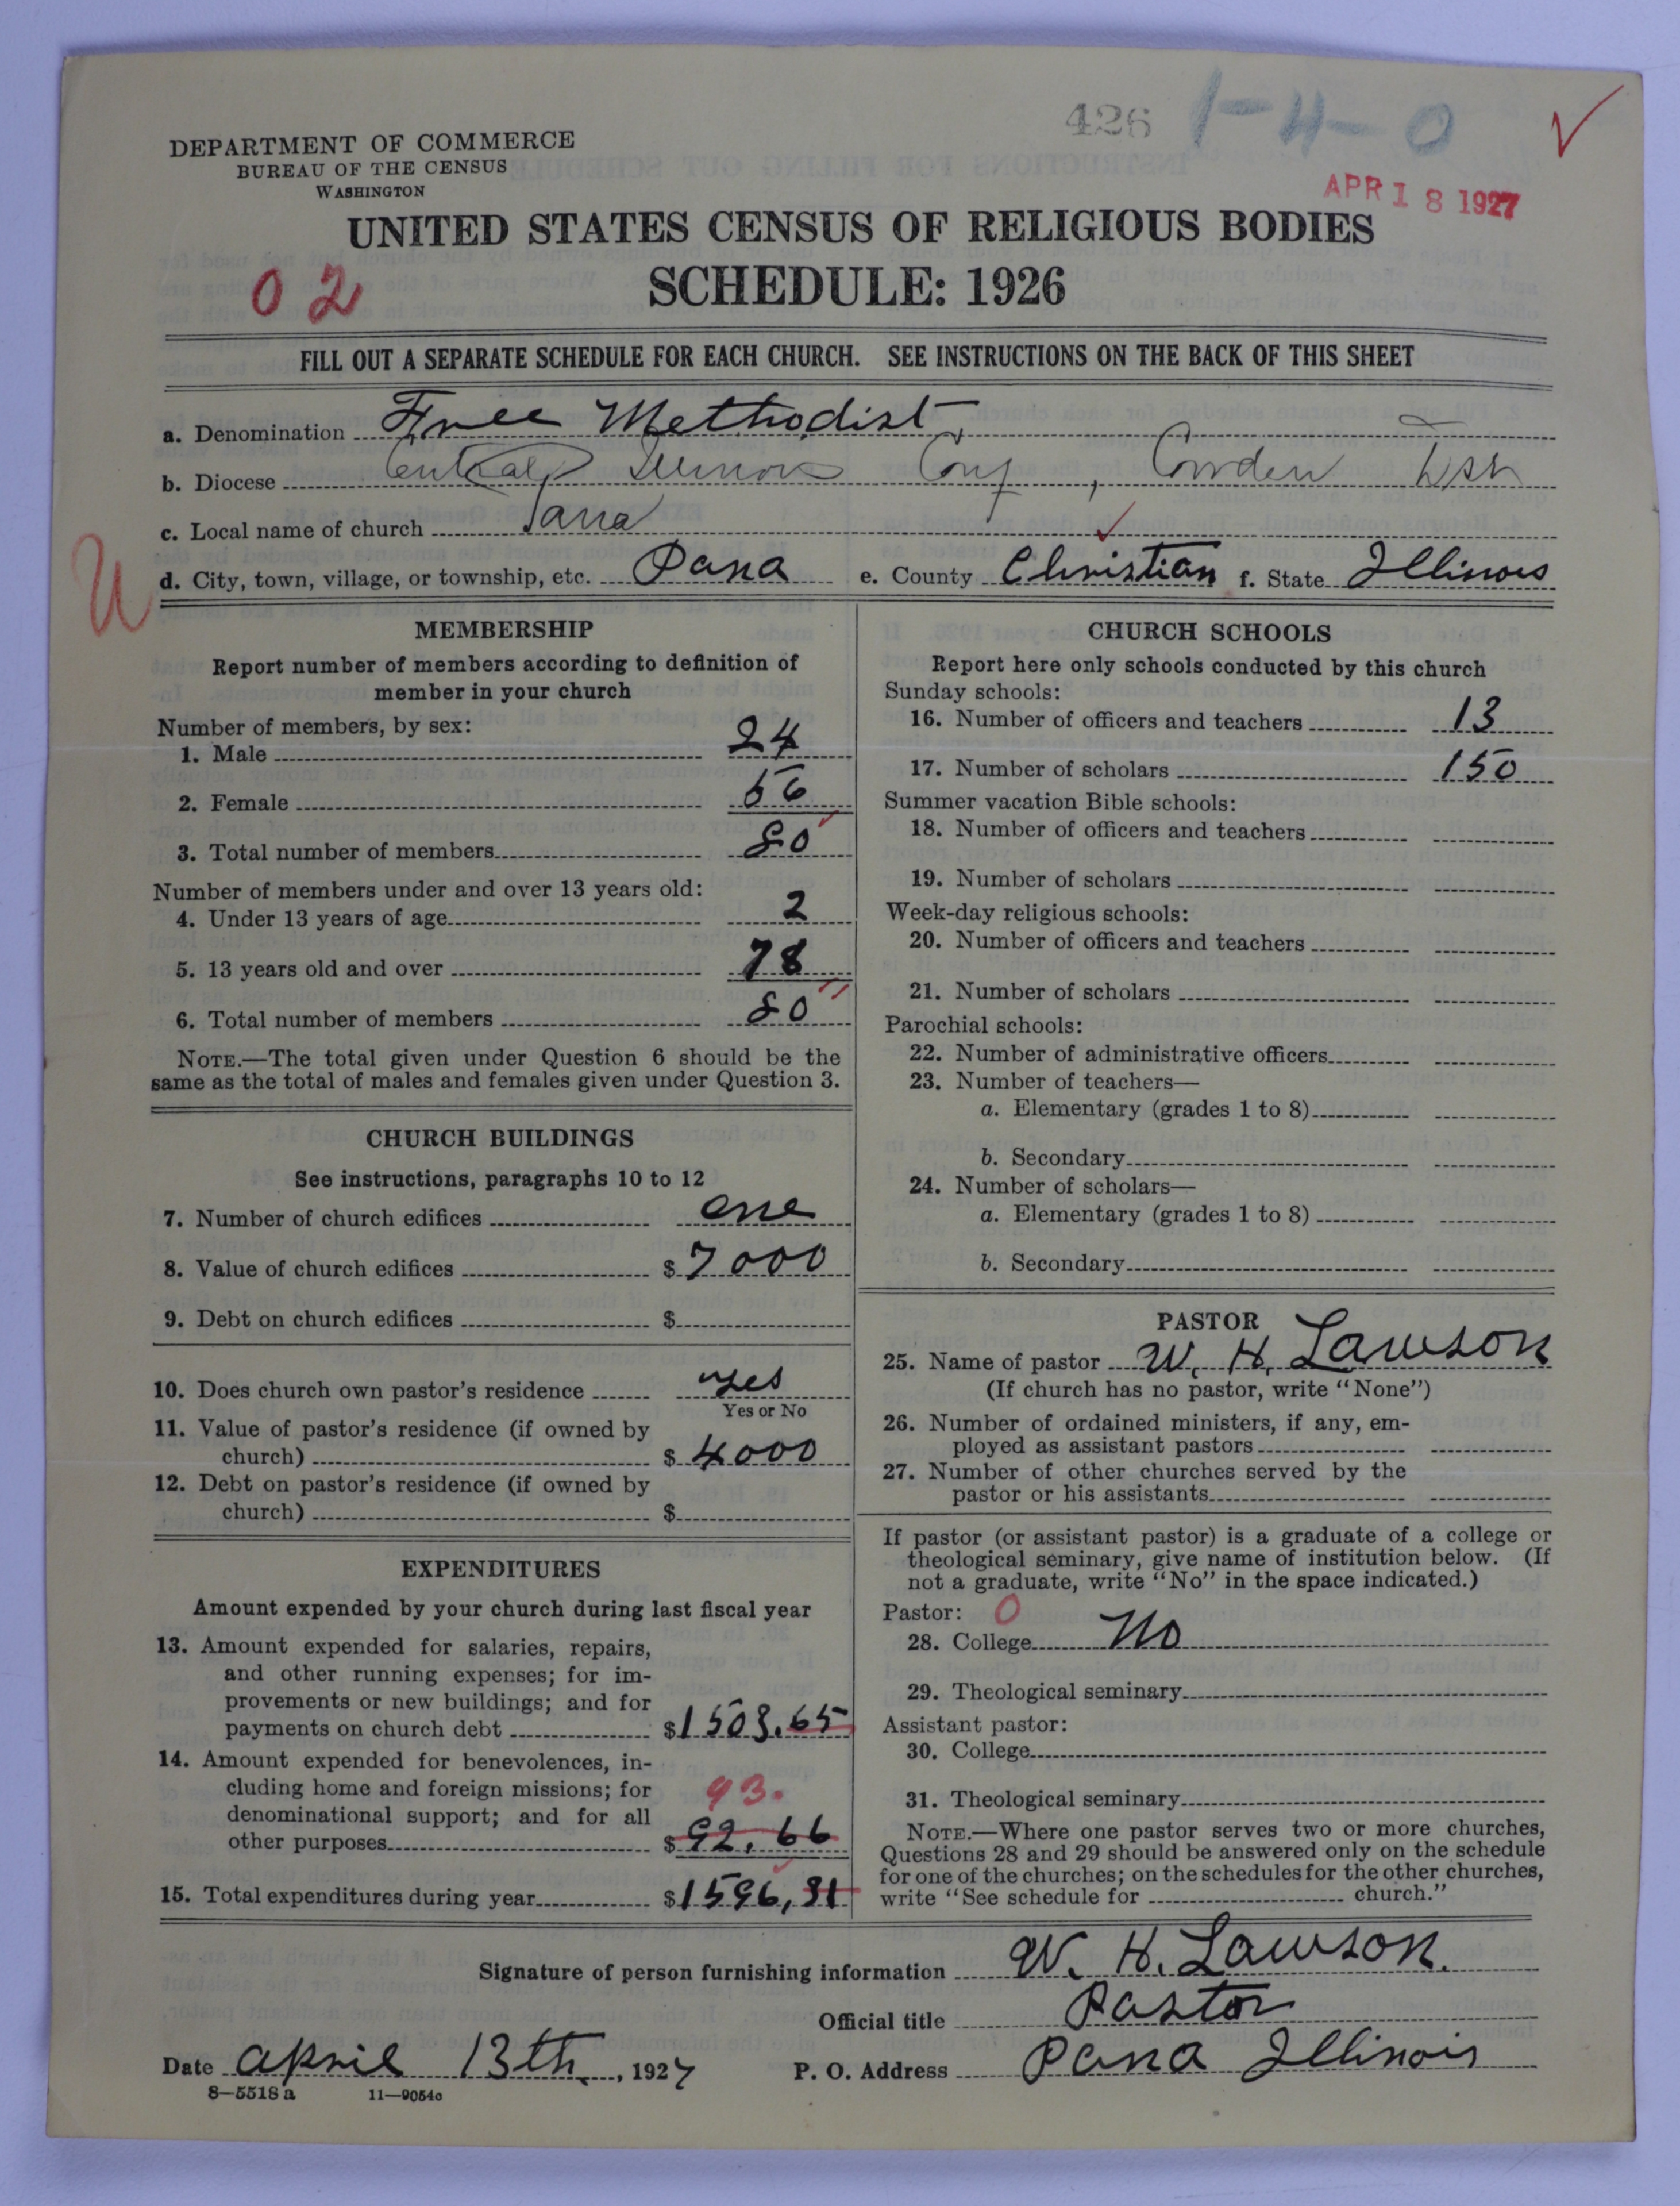 426 1-4-0 ✓
DEPARTMENT OF COMMERCE
BUREAU OF THE CENSUS
WASHINGTON
APR 18 1927
UNITED STATES CENSUS OF RELIGIOUS BODIES
02
SCHEDULE: 1926
FILL OUT A SEPARATE SCHEDULE FOR EACH CHURCH. SEE INSTRUCTIONS ON THE BACK OF THIS SHEET
a. Denomination Free Methodist
b. Diocese Central Illinois Conf, Cowden Dist
c. Local name of church Pana
U
d. City, town, village, or township, etc. Pana e. County Christian f. State Illinois
MEMBERSHIP
Report number of members according to definition of
member in your church
Number of members, by sex:
1. Male 24
2. Female 56
3. Total number of members 80
Number of members under and over 13 years old:
4. Under 13 years of age 2
5. 13 years old and over 78
6. Total number of members 80
NOTE.—The total given under Question 6 should be the
same as the total of males and females given under Question 3.
CHURCH BUILDINGS
See instructions, paragraphs 10 to 12
7. Number of church edifices one
8. Value of church edifices $7000
9. Debt on church edifices $
10. Does church own pastor's residence yes
Yes or No
11. Value of pastor's residence (if owned by
church) $4000
12. Debt on pastor's residence (if owned by
church) $
EXPENDITURES
Amount expended by your church during last fiscal year
13. Amount expended for salaries, repairs,
and other running expenses; for im-
provements or new buildings; and for
payments on church debt $1503.65
14. Amount expended for benevolences, in-
cluding home and foreign missions; for 93.
denominational support; and for all
other purposes $92.66
15. Total expenditures during year $1596,31
CHURCH SCHOOLS
Report here only schools conducted by this church
Sunday schools:
16. Number of officers and teachers 13
17. Number of scholars 150
Summer vacation Bible schools:
18. Number of officers and teachers
19. Number of scholars
Week-day religious schools:
20. Number of officers and teachers
21. Number of scholars
Parochial schools:
22. Number of administrative officers
23. Number of teachers—
a. Elementary (grades 1 to 8)
b. Secondary
24. Number of scholars—
a. Elementary (grades 1 to 8)
b. Secondary
PASTOR
25. Name of pastor W. H. Lawson
(If church has no pastor, write "None")
26. Number of ordained ministers, if any, em-
ployed as assistant pastors
27. Number of other churches served by the
pastor or his assistants
If pastor (or assistant pastor) is a graduate of a college or
theological seminary, give name of institution below. (If
not a graduate, write "No" in the space indicated.)
Pastor: 0
28. College No
29. Theological seminary
Assistant pastor:
30. College
31. Theological seminary
NOTE.—Where one pastor serves two or more churches,
Questions 28 and 29 should be answered only on the schedule
for one of the churches; on the schedules for the other churches,
write "See schedule for church."
Signature of person furnishing information W. H. Lawson.
Official title Pastor
Date April 13th, 1927 P. O. Address Pana Illinois
8—5518 a 11—9054c